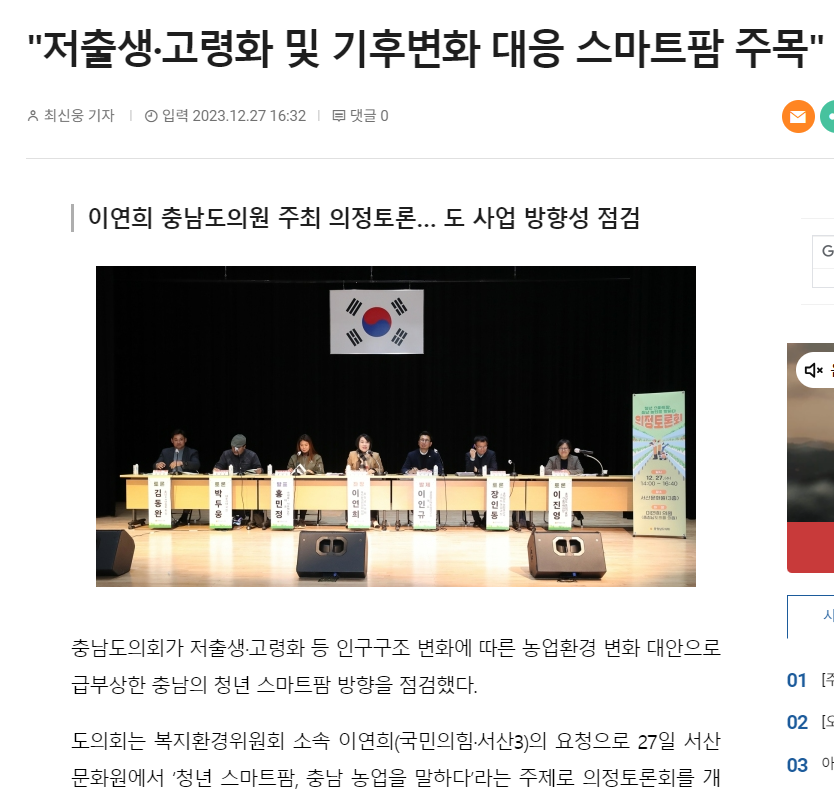 "저출생·고령화 및 기후변화 대응 스마트팜 주목"
최신웅 기자 입력 2023.12.27 16:32 댓글 0
이연희 충남도의원 주최 의정토론... 도 사업 방향성 점검
의정토론회
12. 27.
14:00 ~ 16:40
김동완
박두웅
홍민정
이연희
이인규
장인동
이진영
충남도의회가 저출생·고령화 등 인구구조 변화에 따른 농업환경 변화 대안으로
급부상한 충남의 청년 스마트팜 방향을 점검했다.
도의회는 복지환경위원회 소속 이연희(국민의힘·서산3)의 요청으로 27일 서산
문화원에서 '청년 스마트팜, 충남 농업을 말하다'라는 주제로 의정토론회를 개
G
01 [주
02 [오
03 아